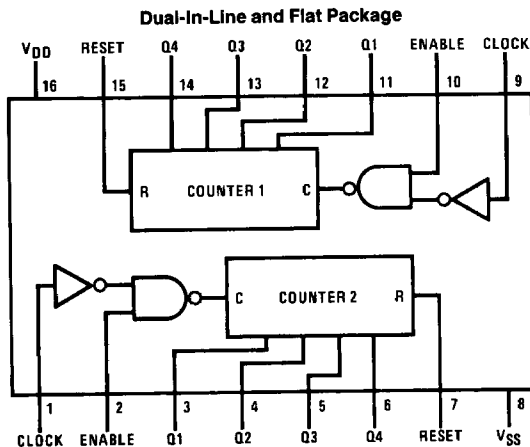 Dual-In-Line and Flat Package
VDD RESET Q4 Q3 Q2 Q1 ENABLE CLOCK
16 15 14 13 12 11 10 9
R COUNTER 1 C
C COUNTER 2 R
1 2 3 4 5 6 7 8
CLOCK ENABLE Q1 Q2 Q3 Q4 RESET VSS